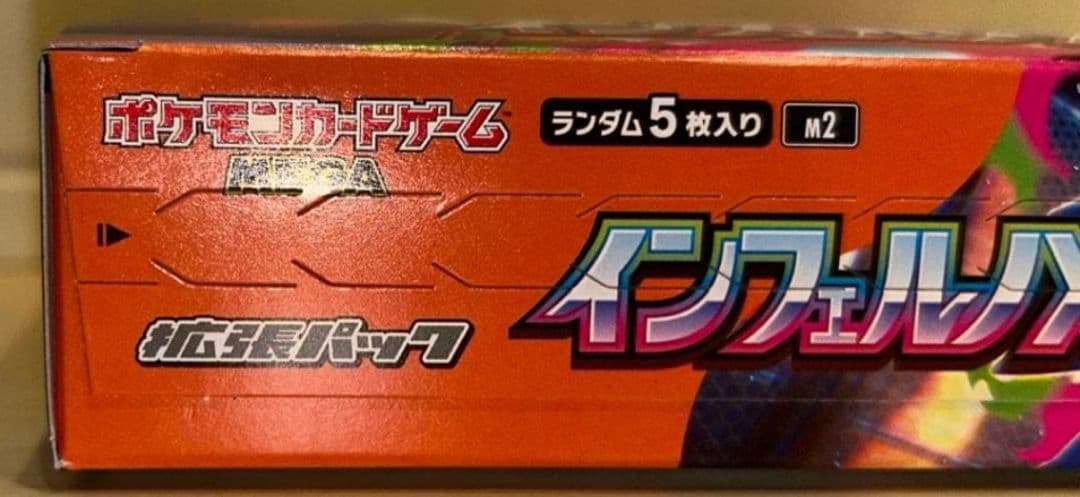 ポケモンカードゲーム
MEGA
ランダム5枚入り
M2
インフェルノ
拡張パック